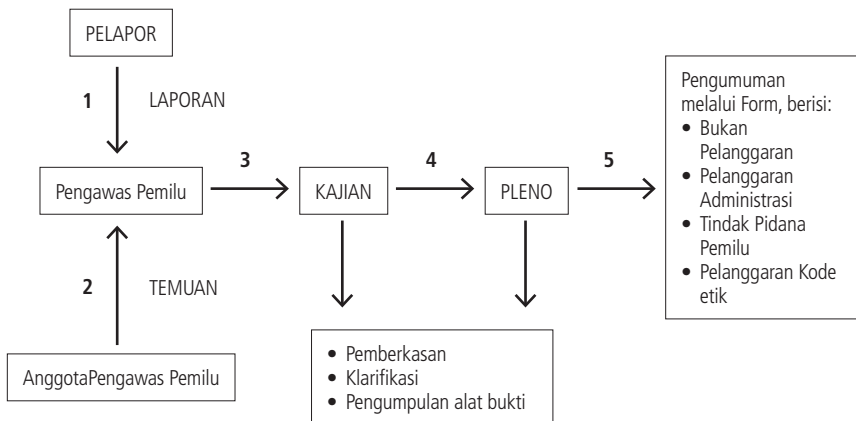 PELAPOR
1
LAPORAN
Pengawas Pemilu
2
TEMUAN
AnggotaPengawas Pemilu
3
KAJIAN
4
PLENO
5
• Pemberkasan
• Klarifikasi
• Pengumpulan alat bukti
Pengumuman
melalui Form, berisi:
• Bukan
Pelanggaran
• Pelanggaran
Administrasi
• Tindak Pidana
Pemilu
• Pelanggaran Kode
etik